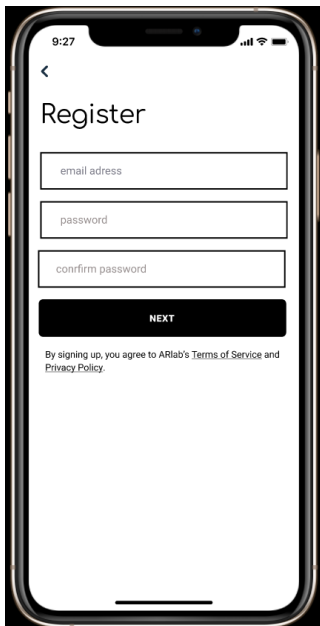 9:27
Register
email adress
password
conrfirm password
NEXT
By signing up, you agree to ARlab's Terms of Service and
Privacy Policy.